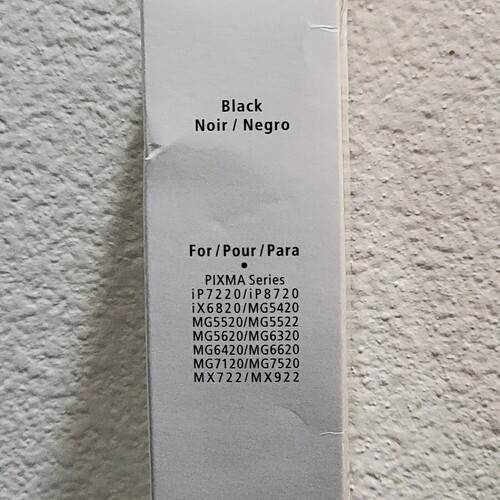 Black
Noir / Negro
For / Pour / Para
•
PIXMA Series
iP7220/iP8720
iX6820/MG5420
MG5520/MG5522
MG5620/MG6320
MG6420/MG6620
MG7120/MG7520
MX722/MX922